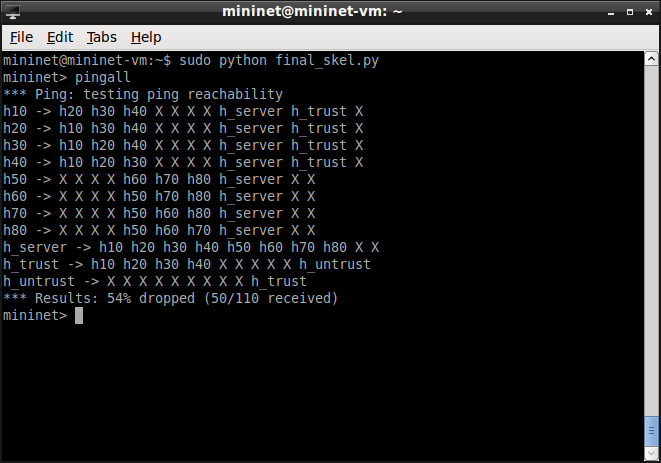 mininet@mininet-vm: ~
File Edit Tabs Help
mininet@mininet-vm:~$ sudo python final_skel.py
mininet> pingall
*** Ping: testing ping reachability
h10 -> h20 h30 h40 X X X X h_server h_trust X
h20 -> h10 h30 h40 X X X X h_server h_trust X
h30 -> h10 h20 h40 X X X X h_server h_trust X
h40 -> h10 h20 h30 X X X X h_server h_trust X
h50 -> X X X X h60 h70 h80 h_server X X
h60 -> X X X X h50 h70 h80 h_server X X
h70 -> X X X X h50 h60 h80 h_server X X
h80 -> X X X X h50 h60 h70 h_server X X
h_server -> h10 h20 h30 h40 h50 h60 h70 h80 X X
h_trust -> h10 h20 h30 h40 X X X X X h_untrust
h_untrust -> X X X X X X X X X h_trust
*** Results: 54% dropped (50/110 received)
mininet>